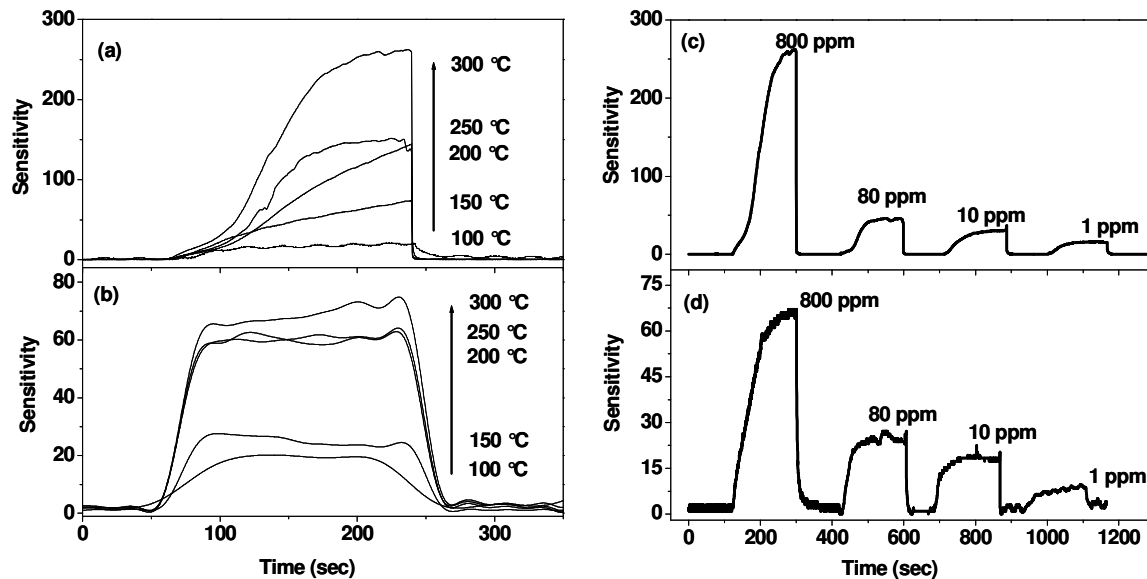 (a)
300
200
100
0
Sensitivity
300 °C
250 °C
200 °C
150 °C
100 °C
(b)
80
60
40
20
0
Sensitivity
300 °C
250 °C
200 °C
150 °C
100 °C
0 100 200 300
Time (sec)
(c)
300
250
200
150
100
50
0
Sensitivity
800 ppm
80 ppm
10 ppm
1 ppm
(d)
75
60
45
30
15
0
Sensitivity
800 ppm
80 ppm
10 ppm
1 ppm
0 200 400 600 800 1000 1200
Time (sec)